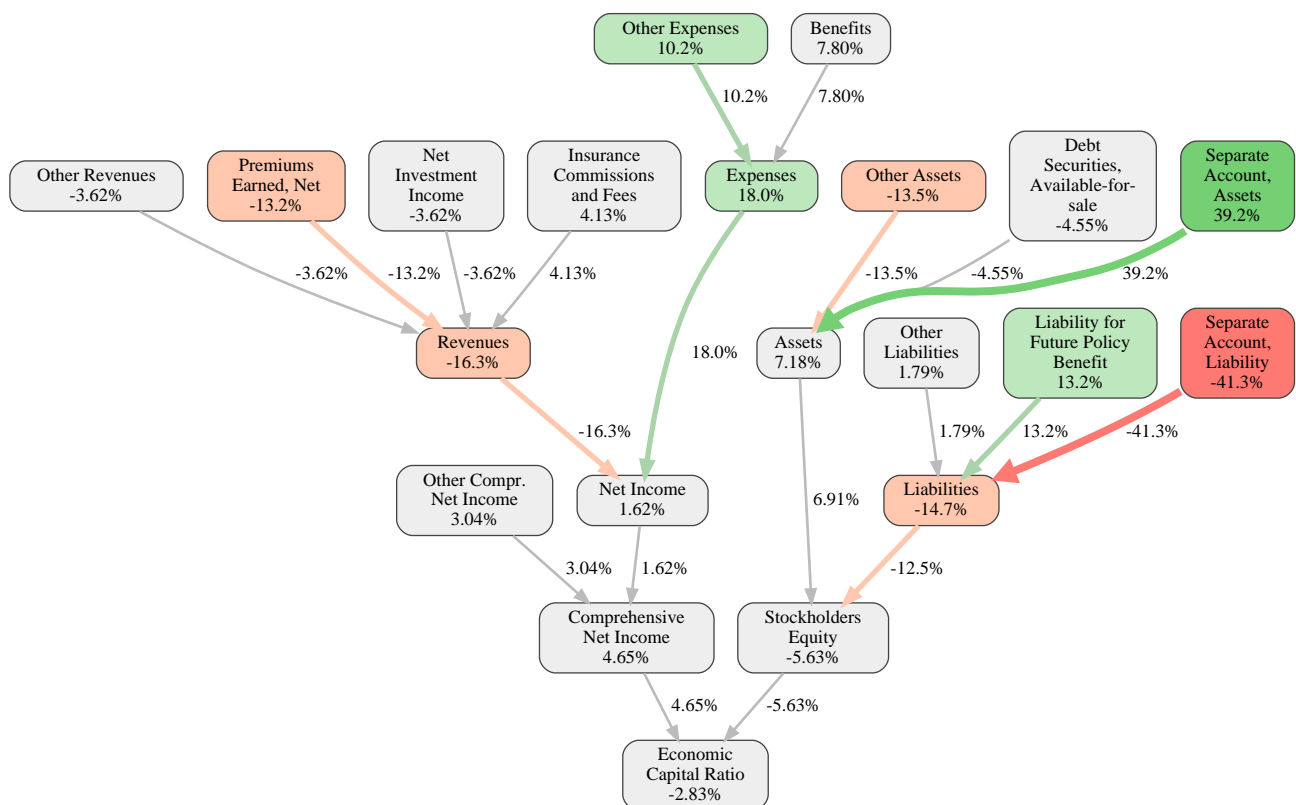 Other Expenses
10.2%
Benefits
7.80%
10.2%
7.80%
Other Revenues
-3.62%
Premiums
Earned, Net
-13.2%
Net
Investment
Income
-3.62%
Insurance
Commissions
and Fees
4.13%
Expenses
18.0%
Other Assets
-13.5%
Debt
Securities,
Available-for-
sale
-4.55%
Separate
Account,
Assets
39.2%
-3.62%
-13.2%
-3.62%
4.13%
-13.5%
-4.55%
39.2%
Revenues
-16.3%
18.0%
Assets
7.18%
Other
Liabilities
1.79%
Liability for
Future Policy
Benefit
13.2%
Separate
Account,
Liability
-41.3%
-16.3%
1.79%
13.2%
-41.3%
Other Compr.
Net Income
3.04%
Net Income
1.62%
6.91%
Liabilities
-14.7%
3.04%
1.62%
-12.5%
Comprehensive
Net Income
4.65%
Stockholders
Equity
-5.63%
4.65%
-5.63%
Economic
Capital Ratio
-2.83%